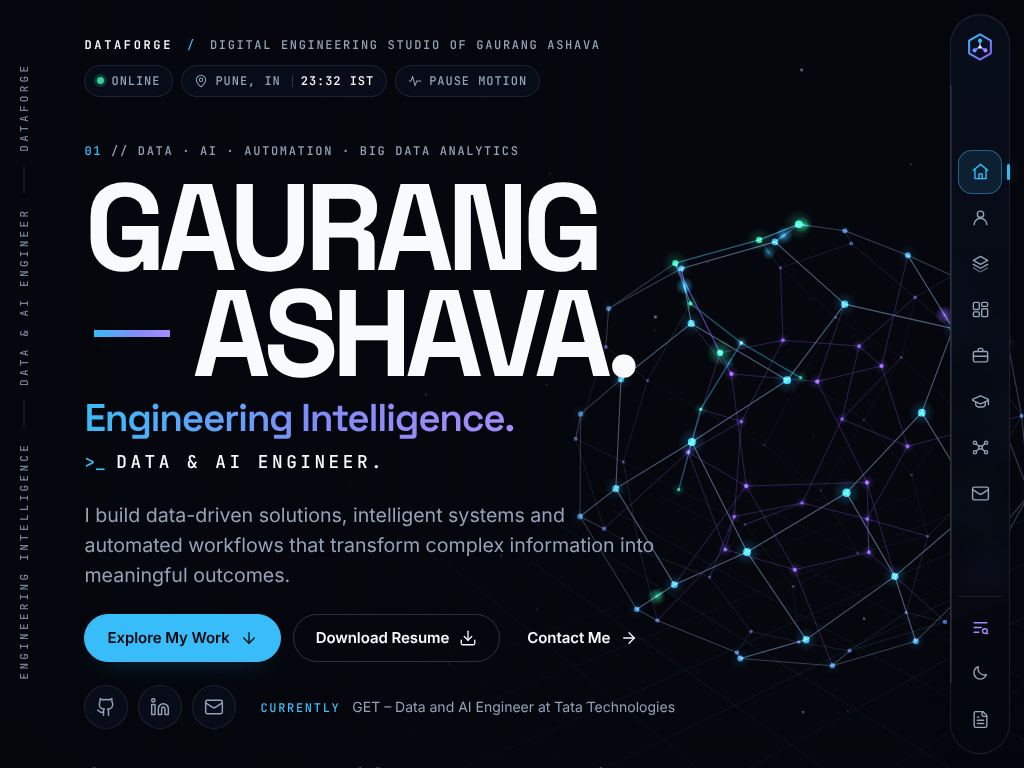 DATAFORGE / DIGITAL ENGINEERING STUDIO OF GAURANG ASHAVA
ONLINE
PUNE, IN | 23:32 IST
PAUSE MOTION
01 // DATA · AI · AUTOMATION · BIG DATA ANALYTICS
GAURANG
ASHAVA.
Engineering Intelligence.
>_ DATA & AI ENGINEER.
I build data-driven solutions, intelligent systems and
automated workflows that transform complex information into
meaningful outcomes.
Explore My Work
Download Resume
Contact Me
CURRENTLY GET – Data and AI Engineer at Tata Technologies
ENGINEERING INTELLIGENCE
DATA & AI ENGINEER
DATAFORGE